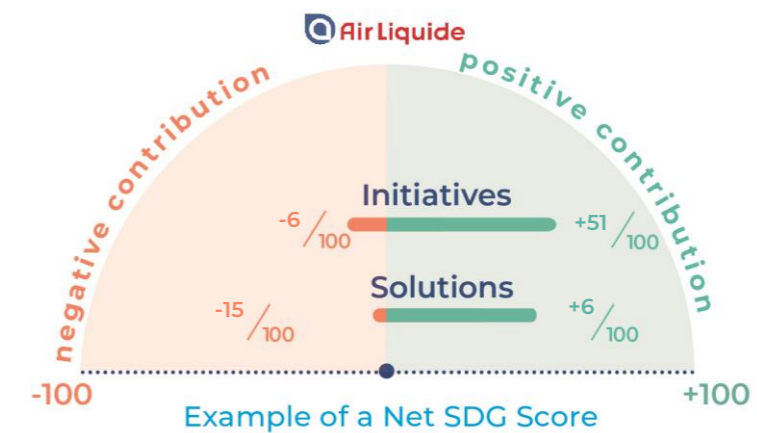 Air Liquide
negative contribution
positive contribution
Initiatives
-6/100
+51/100
Solutions
-15/100
+6/100
-100
+100
Example of a Net SDG Score